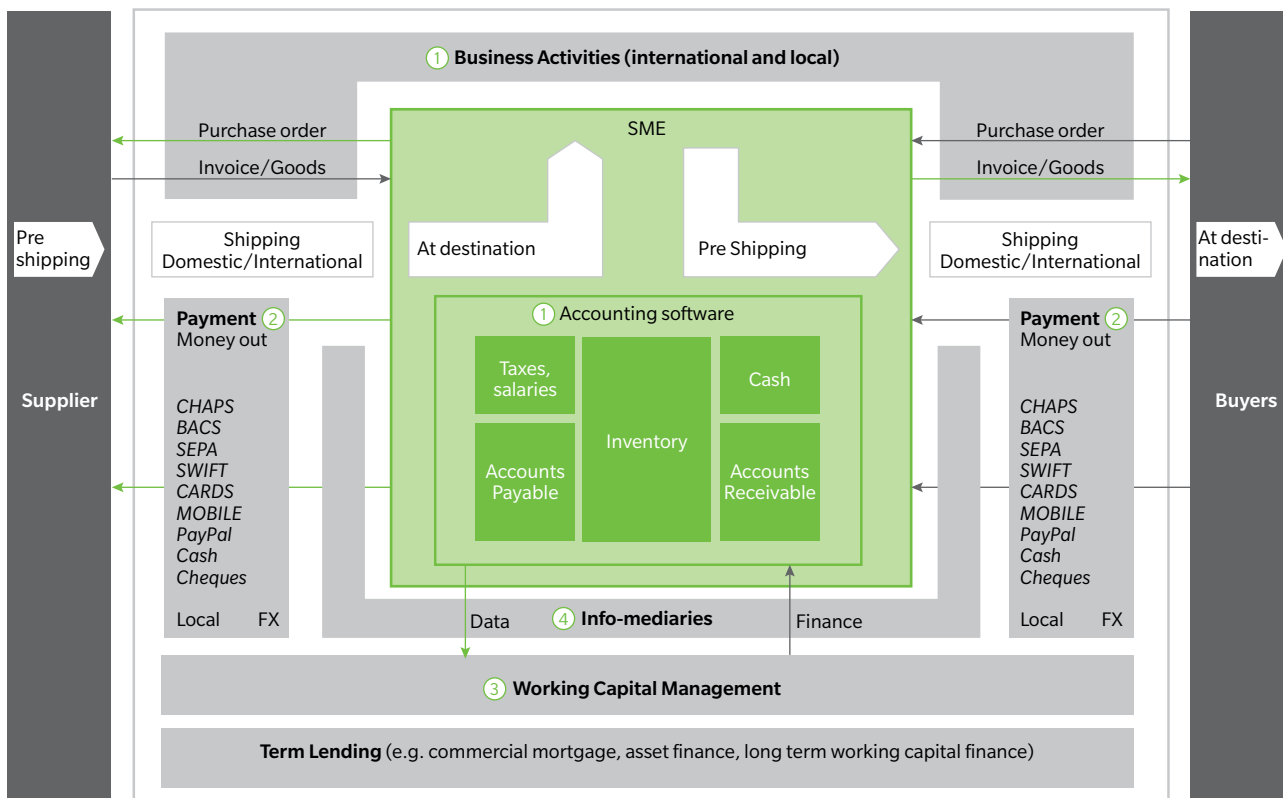 ① Business Activities (international and local)
SME
Purchase order
Invoice/Goods
Purchase order
Invoice/Goods
Pre
shipping
Shipping
Domestic/International
At destination
Pre Shipping
Shipping
Domestic/International
At desti-
nation
Supplier
Payment ②
Money out
CHAPS
BACS
SEPA
SWIFT
CARDS
MOBILE
PayPal
Cash
Cheques
Local FX
① Accounting software
Taxes,
salaries
Inventory
Cash
Accounts
Payable
Accounts
Receivable
Payment ②
Money out
CHAPS
BACS
SEPA
SWIFT
CARDS
MOBILE
PayPal
Cash
Cheques
Local FX
Buyers
Data
④ Info-mediaries
Finance
③ Working Capital Management
Term Lending (e.g. commercial mortgage, asset finance, long term working capital finance)